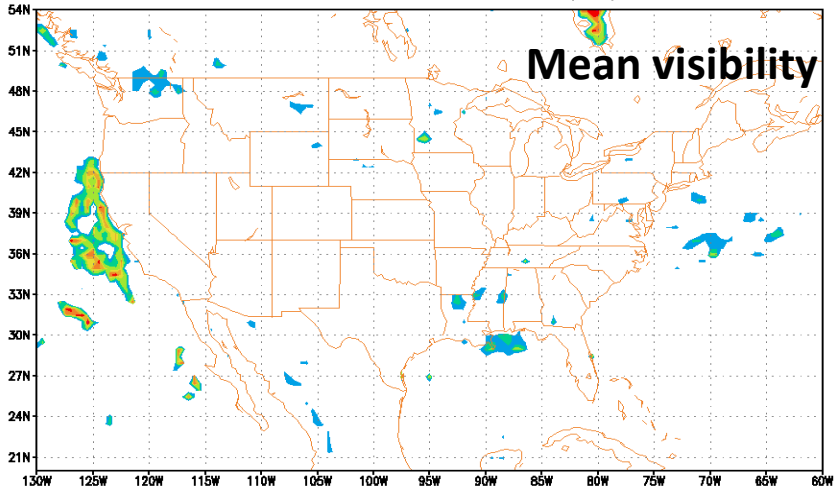 Mean visibility
54N
51N
48N
45N
42N
39N
36N
33N
30N
27N
24N
21N
130W 125W 120W 115W 110W 105W 100W 95W 90W 85W 80W 75W 70W 65W 60W